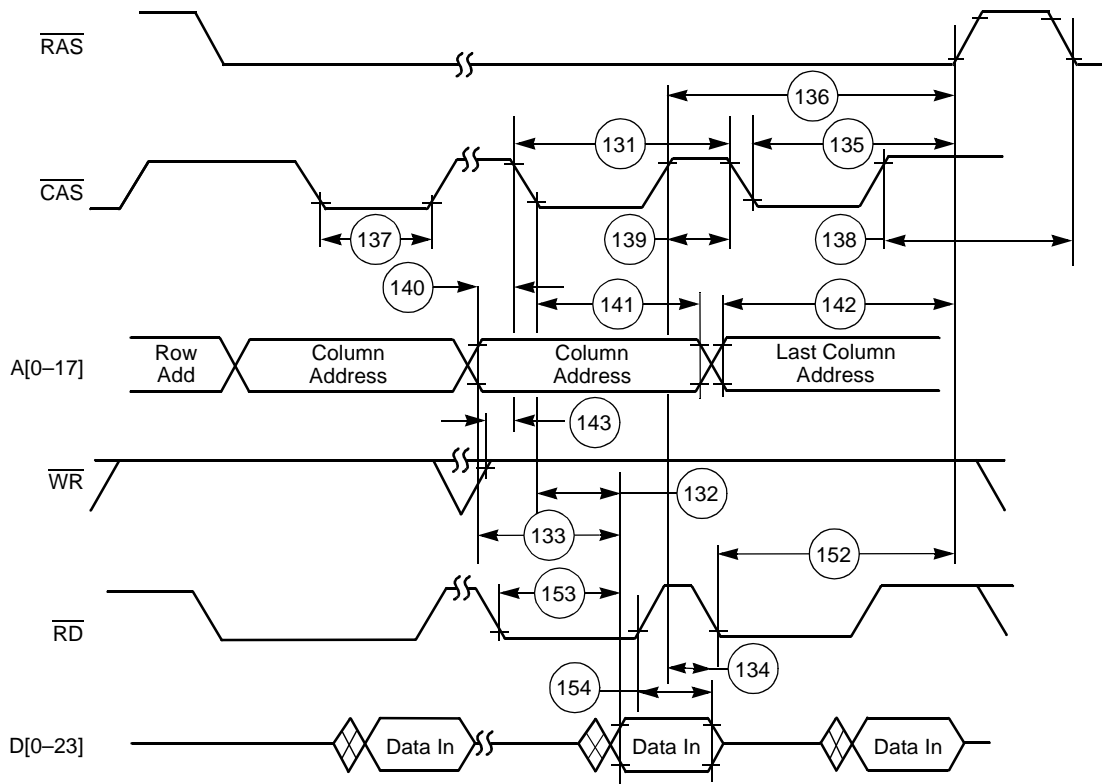 RAS
136
131
135
CAS
137
139
138
140
141
142
A[0–17]
Row
Add
Column
Address
Column
Address
Last Column
Address
143
WR
132
133
152
153
RD
134
154
D[0–23]
Data In
Data In
Data In